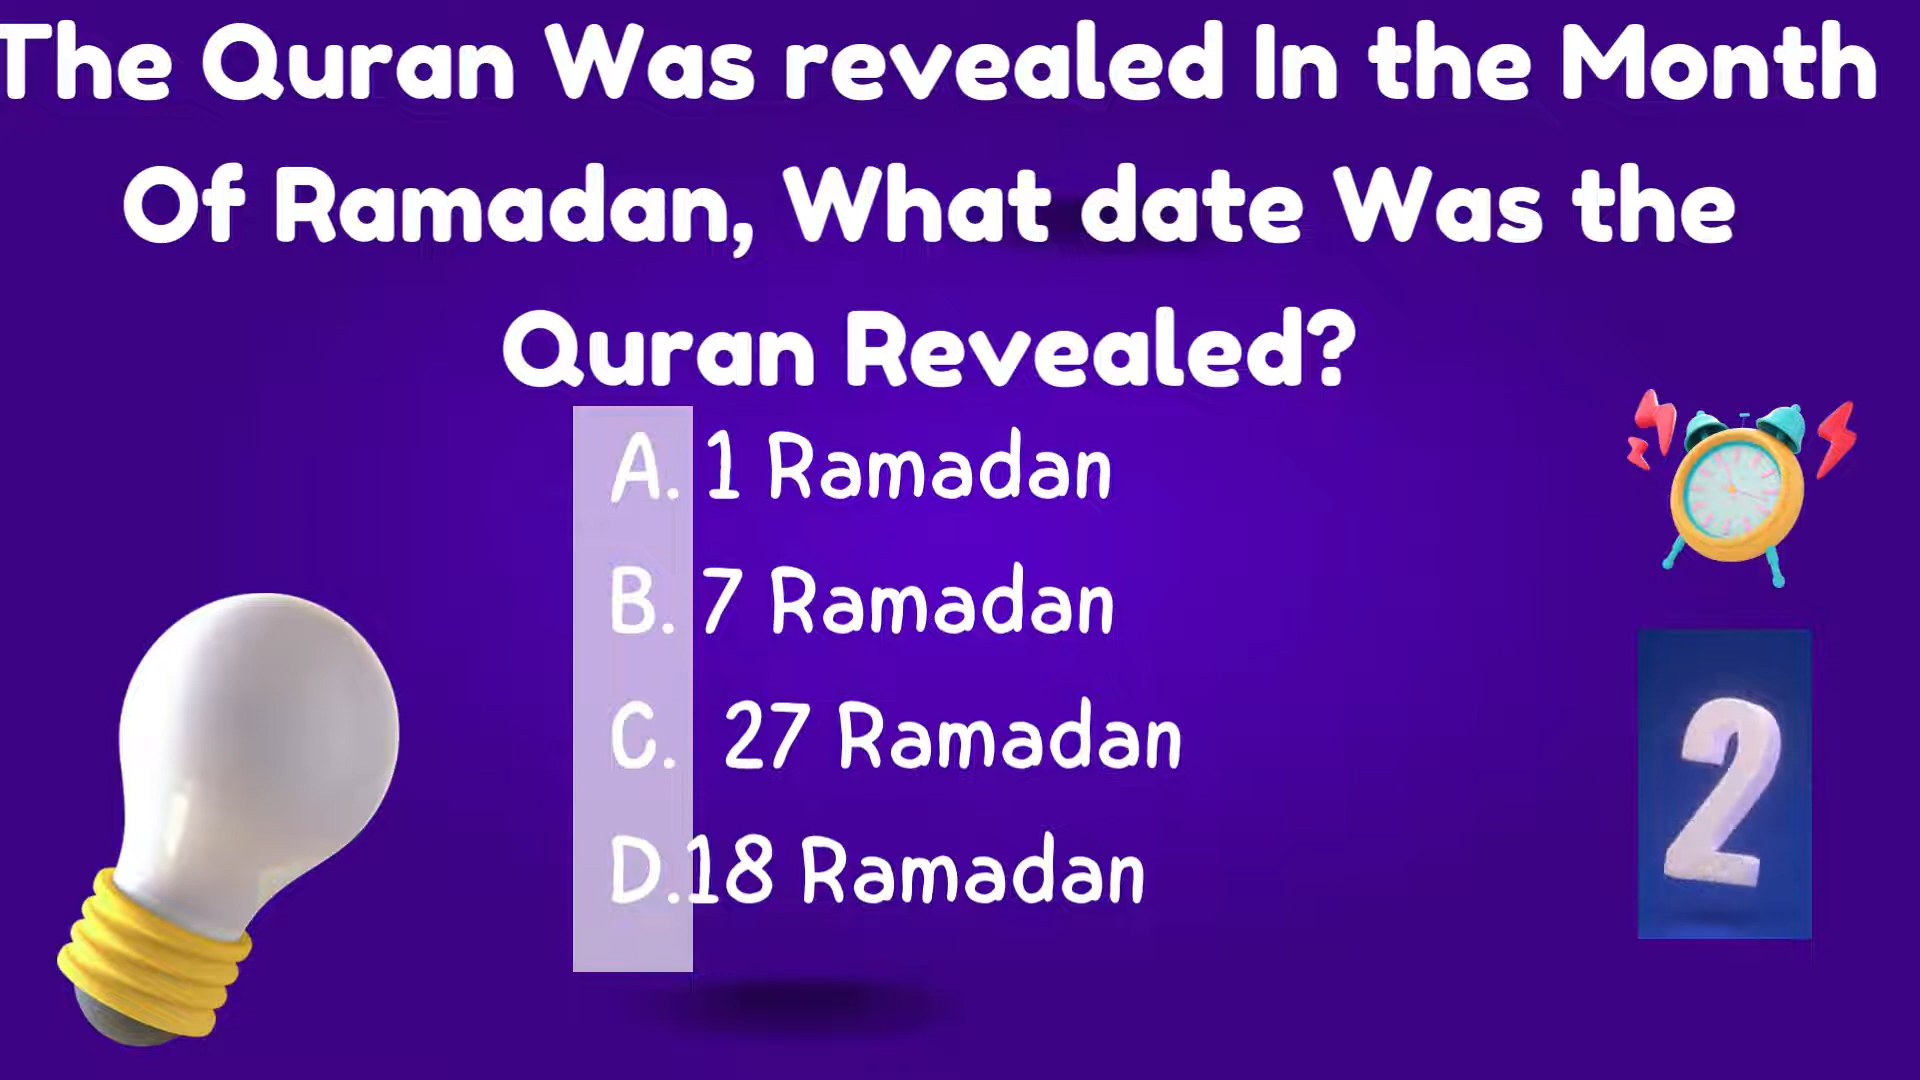 The Quran Was revealed In the Month
Of Ramadan, What date Was the
Quran Revealed?
A. 1 Ramadan
B. 7 Ramadan
C. 27 Ramadan
D.18 Ramadan
2